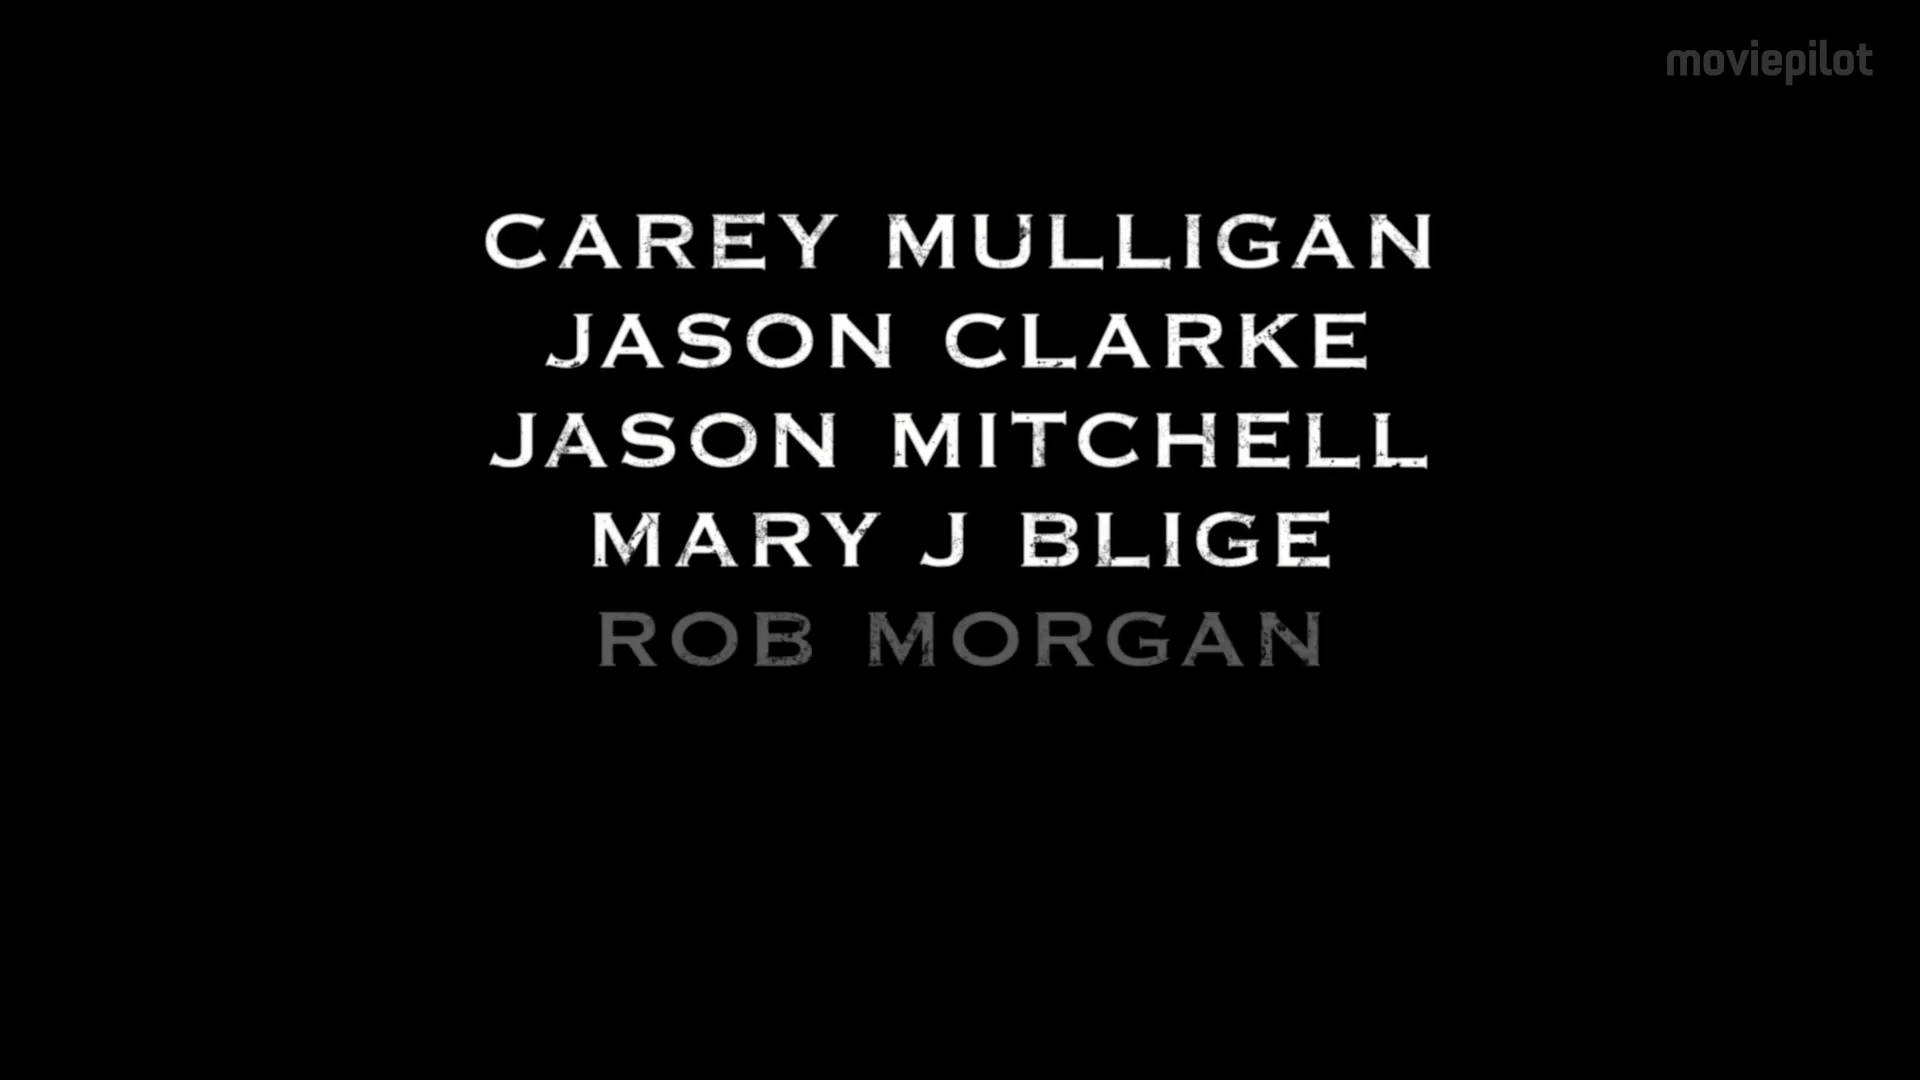 moviepilot
CAREY MULLIGAN
JASON CLARKE
JASON MITCHELL
MARY J BLIGE
ROB MORGAN